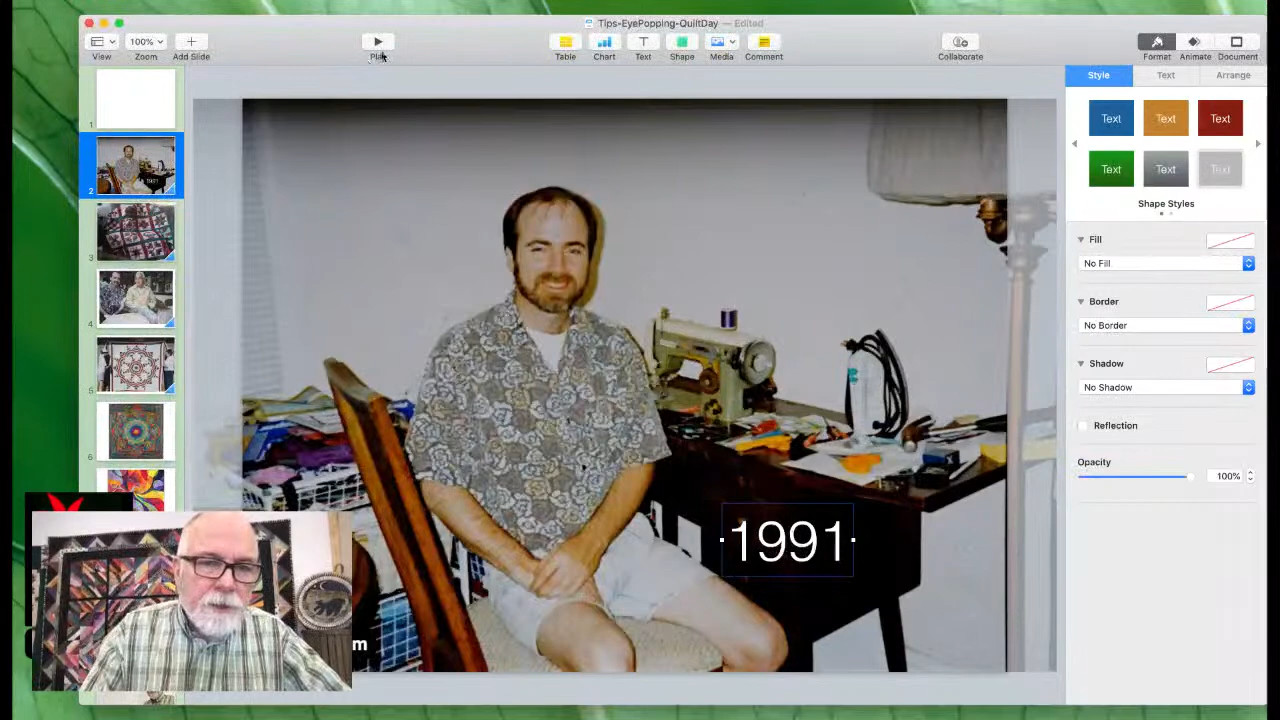 Tips-EyePopping-QuiltDay — Edited
100%
View
Zoom
Add Slide
Play
Table
Chart
Text
Shape
Media
Comment
Collaborate
Format
Animate
Document
Style
Text
Arrange
Text
Text
Text
Text
Text
Text
Shape Styles
Fill
No Fill
Border
No Border
Shadow
No Shadow
Reflection
Opacity
100%
1
2
3
4
5
6
1991
1991
m